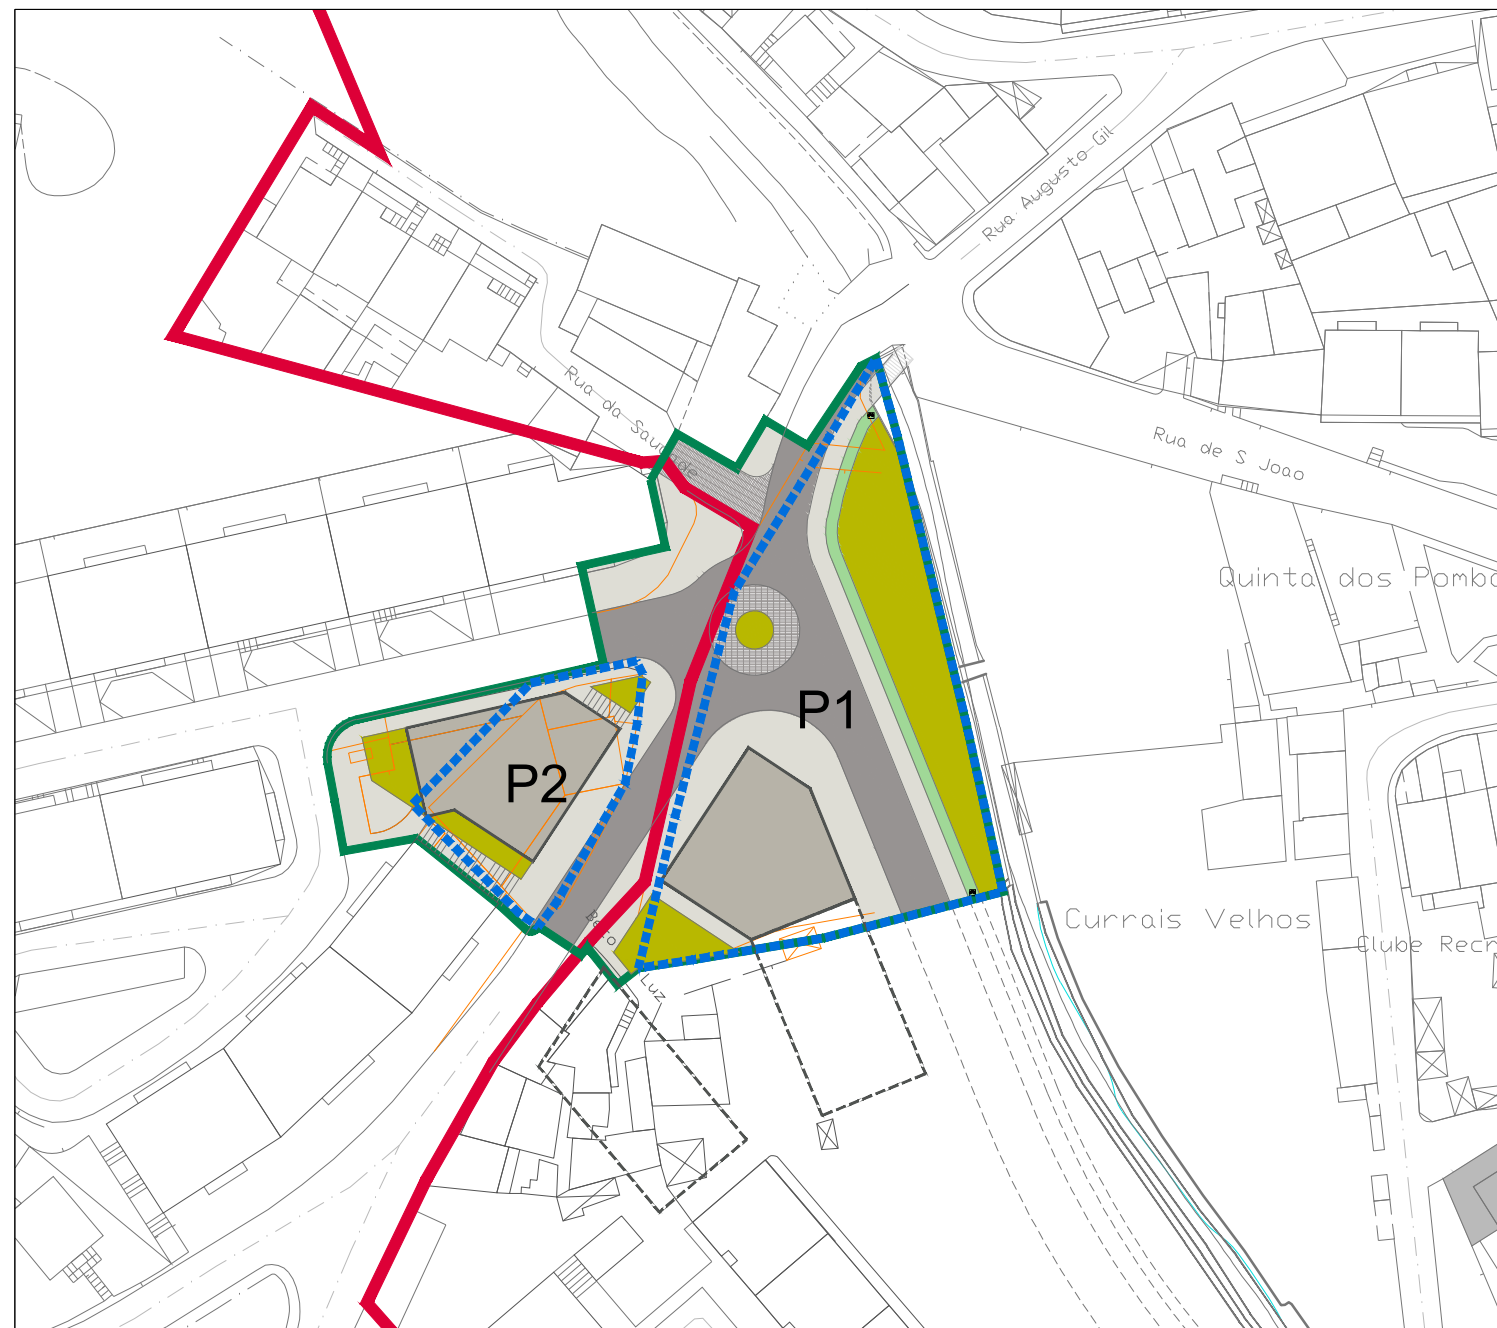 Rua Augusto Gil
Rua da Saudade
Rua de S Joao
Quinta dos Pomba
P1
P2
Currais Velhos
Clube Recr
Beco
Luz